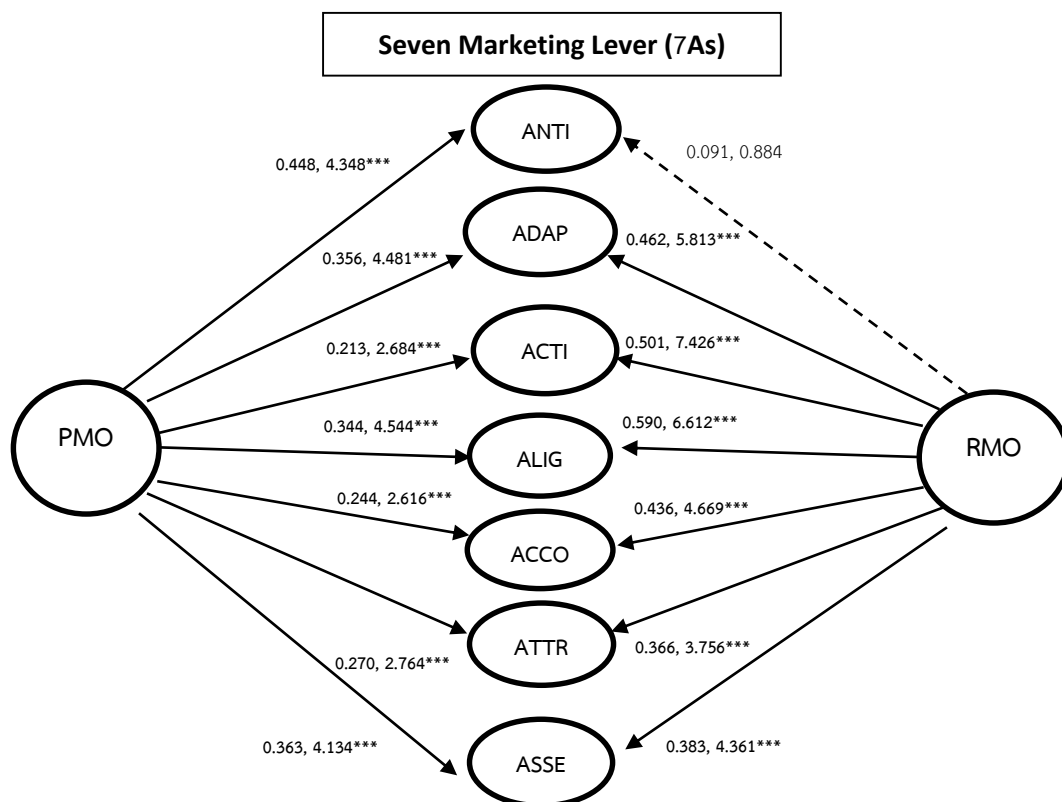 Seven Marketing Lever (7As)
ANTI
0.091, 0.884
0.448, 4.348***
ADAP
0.462, 5.813***
0.356, 4.481***
ACTI
0.501, 7.426***
0.213, 2.684***
PMO
0.344, 4.544***
ALIG
0.590, 6.612***
RMO
0.244, 2.616***
ACCO
0.436, 4.669***
ATTR
0.366, 3.756***
0.270, 2.764***
0.363, 4.134***
ASSE
0.383, 4.361***